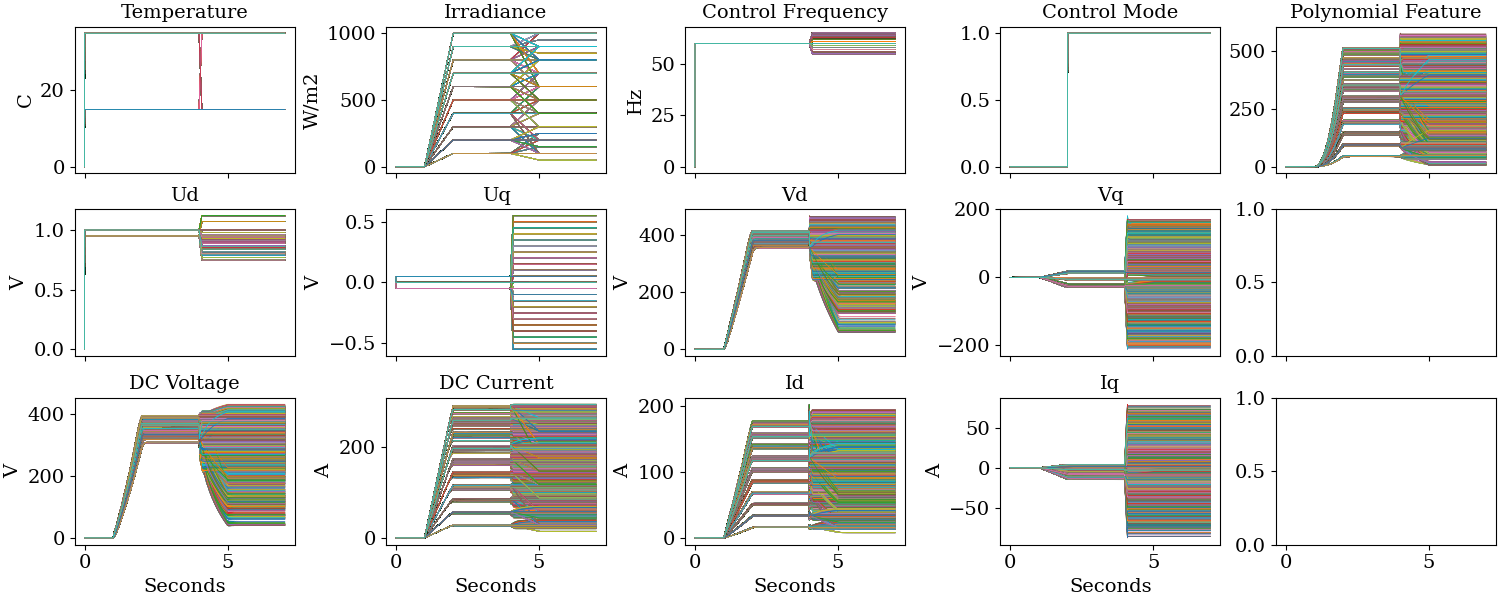 Temperature
Irradiance
Control Frequency
Control Mode
Polynomial Feature
C
20
0
W/m2
1000
500
0
Hz
50
25
0
1.0
0.5
0.0
500
250
0
Ud
Uq
Vd
Vq
V
1.0
0.5
0.0
V
0.5
0.0
−0.5
V
400
200
0
V
200
0
−200
1.0
0.5
0.0
DC Voltage
DC Current
Id
Iq
V
400
200
0
A
200
0
A
200
100
0
A
50
0
−50
1.0
0.5
0.0
0 5
0 5
0 5
0 5
0 5
Seconds
Seconds
Seconds
Seconds